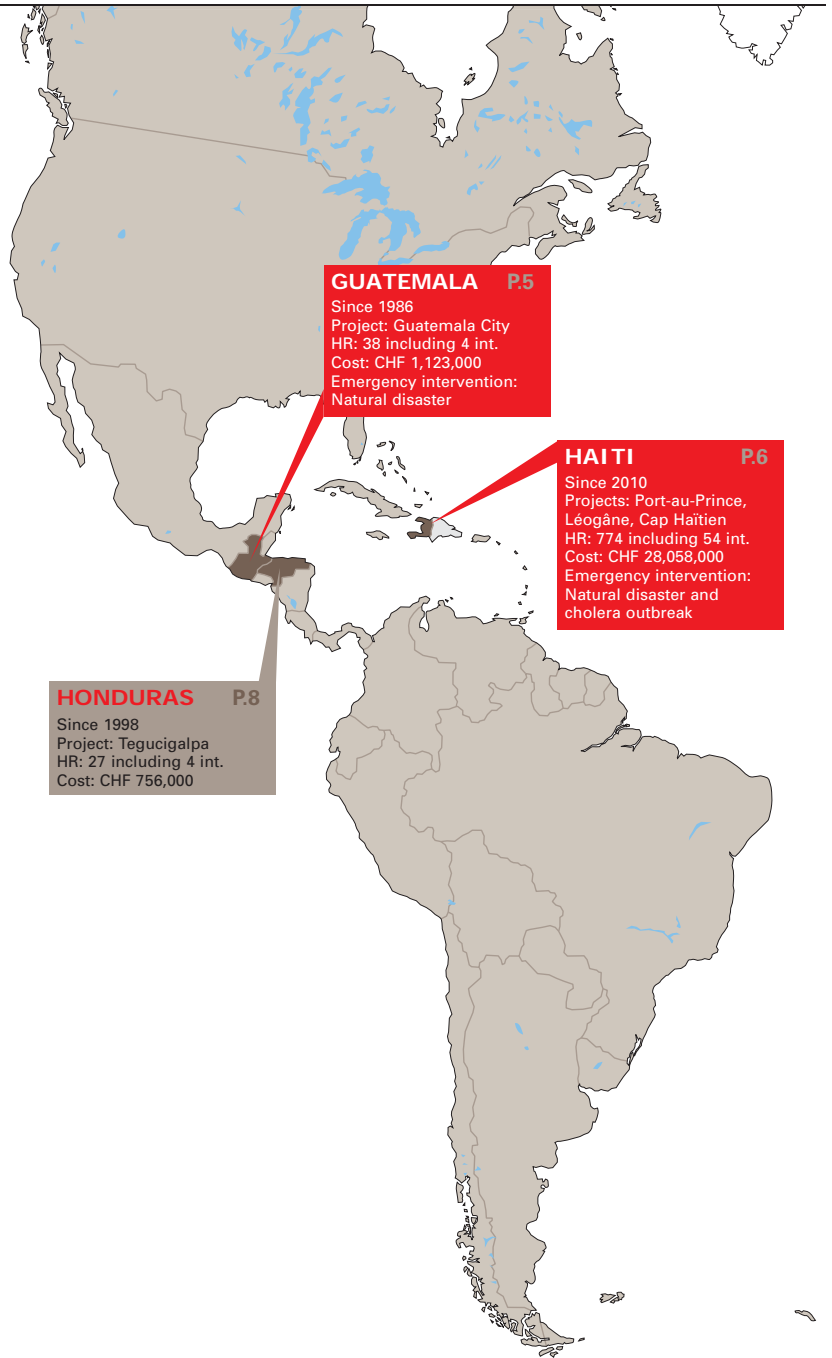 GUATEMALA P.5
Since 1986
Project: Guatemala City
HR: 38 including 4 int.
Cost: CHF 1,123,000
Emergency intervention:
Natural disaster
HAITI P.6
Since 2010
Projects: Port-au-Prince,
Léogâne, Cap Haïtien
HR: 774 including 54 int.
Cost: CHF 28,058,000
Emergency intervention:
Natural disaster and
cholera outbreak
HONDURAS P.8
Since 1998
Project: Tegucigalpa
HR: 27 including 4 int.
Cost: CHF 756,000